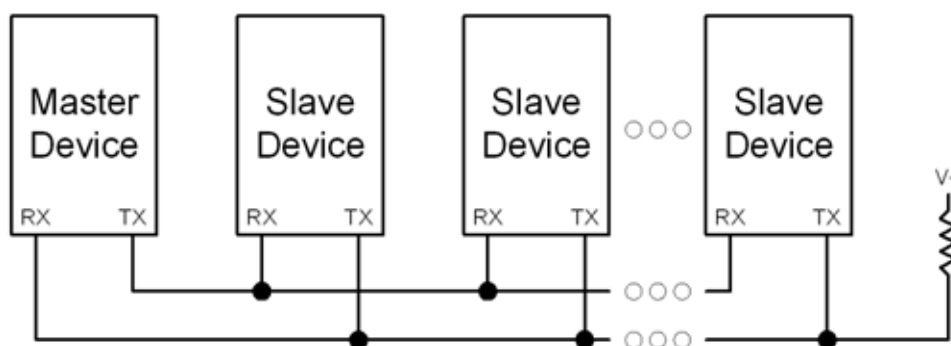 Master
Device
Slave
Device
Slave
Device
Slave
Device
RX TX
RX TX
RX TX
RX TX